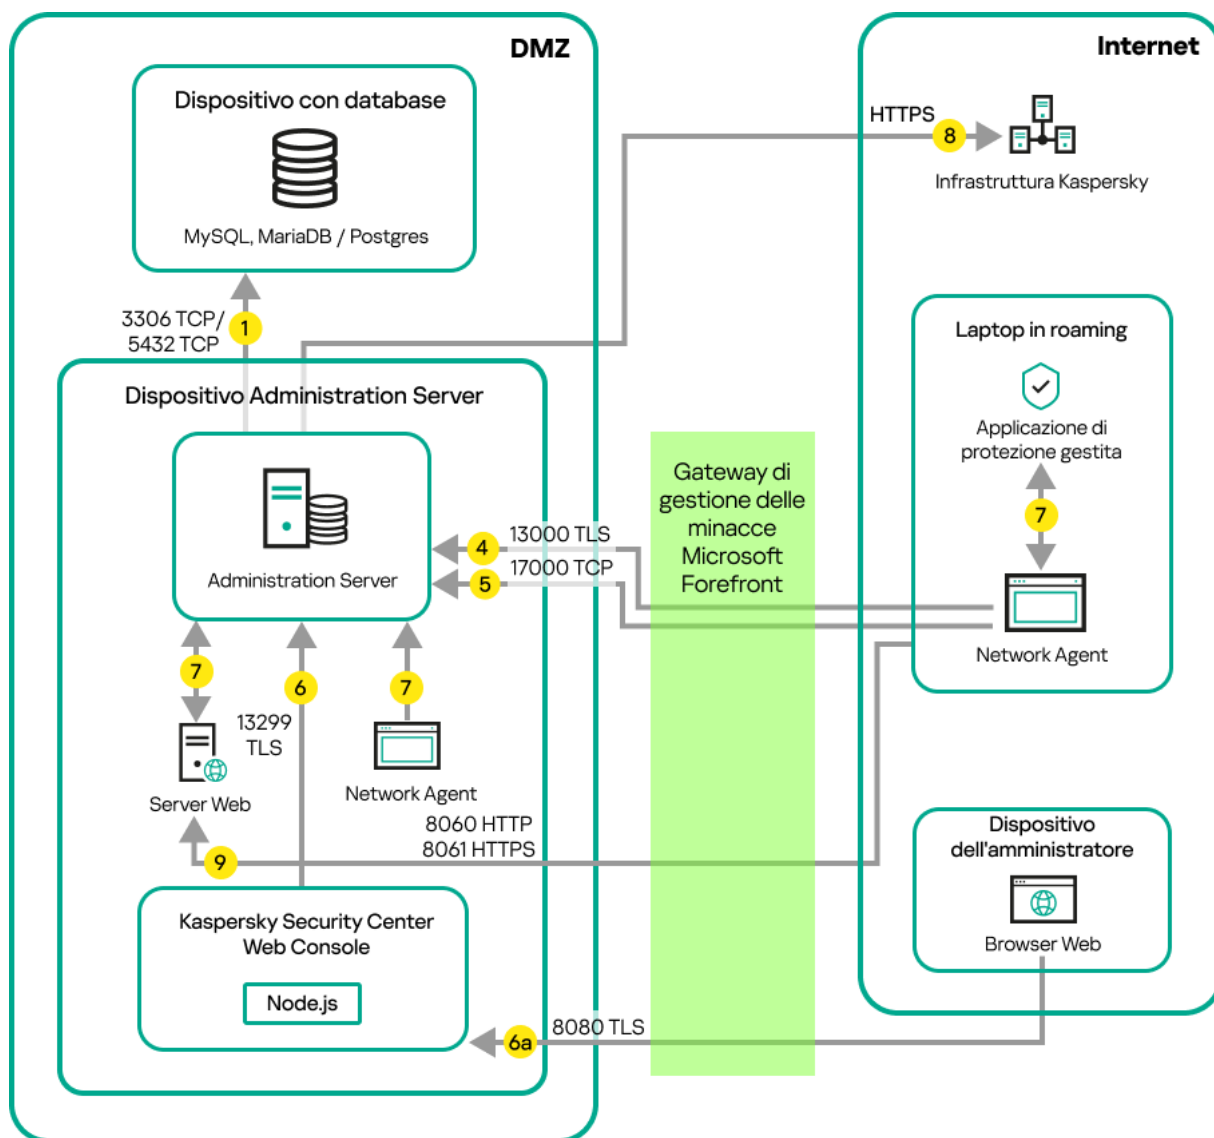 DMZ
Internet
Dispositivo con database
MySQL, MariaDB / Postgres
HTTPS
8
Infrastruttura Kaspersky
3306 TCP/
5432 TCP
1
Laptop in roaming
Applicazione di
protezione gestita
7
Network Agent
Dispositivo Administration Server
Administration Server
Gateway di
gestione delle
minacce
Microsoft
Forefront
4
13000 TLS
5
17000 TCP
7
6
7
13299
TLS
Server Web
Network Agent
8060 HTTP
8061 HTTPS
9
Dispositivo
dell'amministratore
Browser Web
Kaspersky Security Center
Web Console
Node.js
6a
8080 TLS